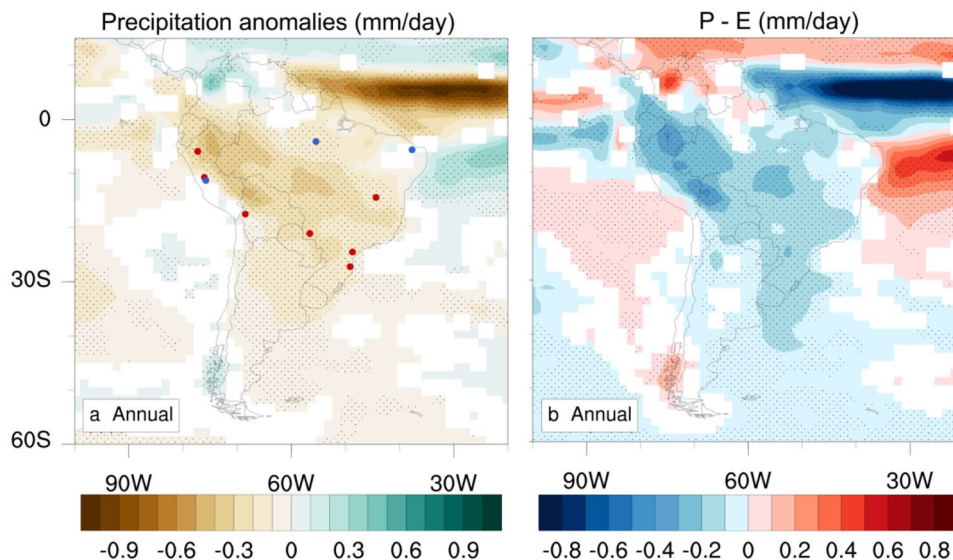 Precipitation anomalies (mm/day)
P - E (mm/day)
0
30S
60S
a Annual
b Annual
90W 60W 30W
90W 60W 30W
-0.9 -0.6 -0.3 0 0.3 0.6 0.9
-0.8 -0.6 -0.4 -0.2 0 0.2 0.4 0.6 0.8